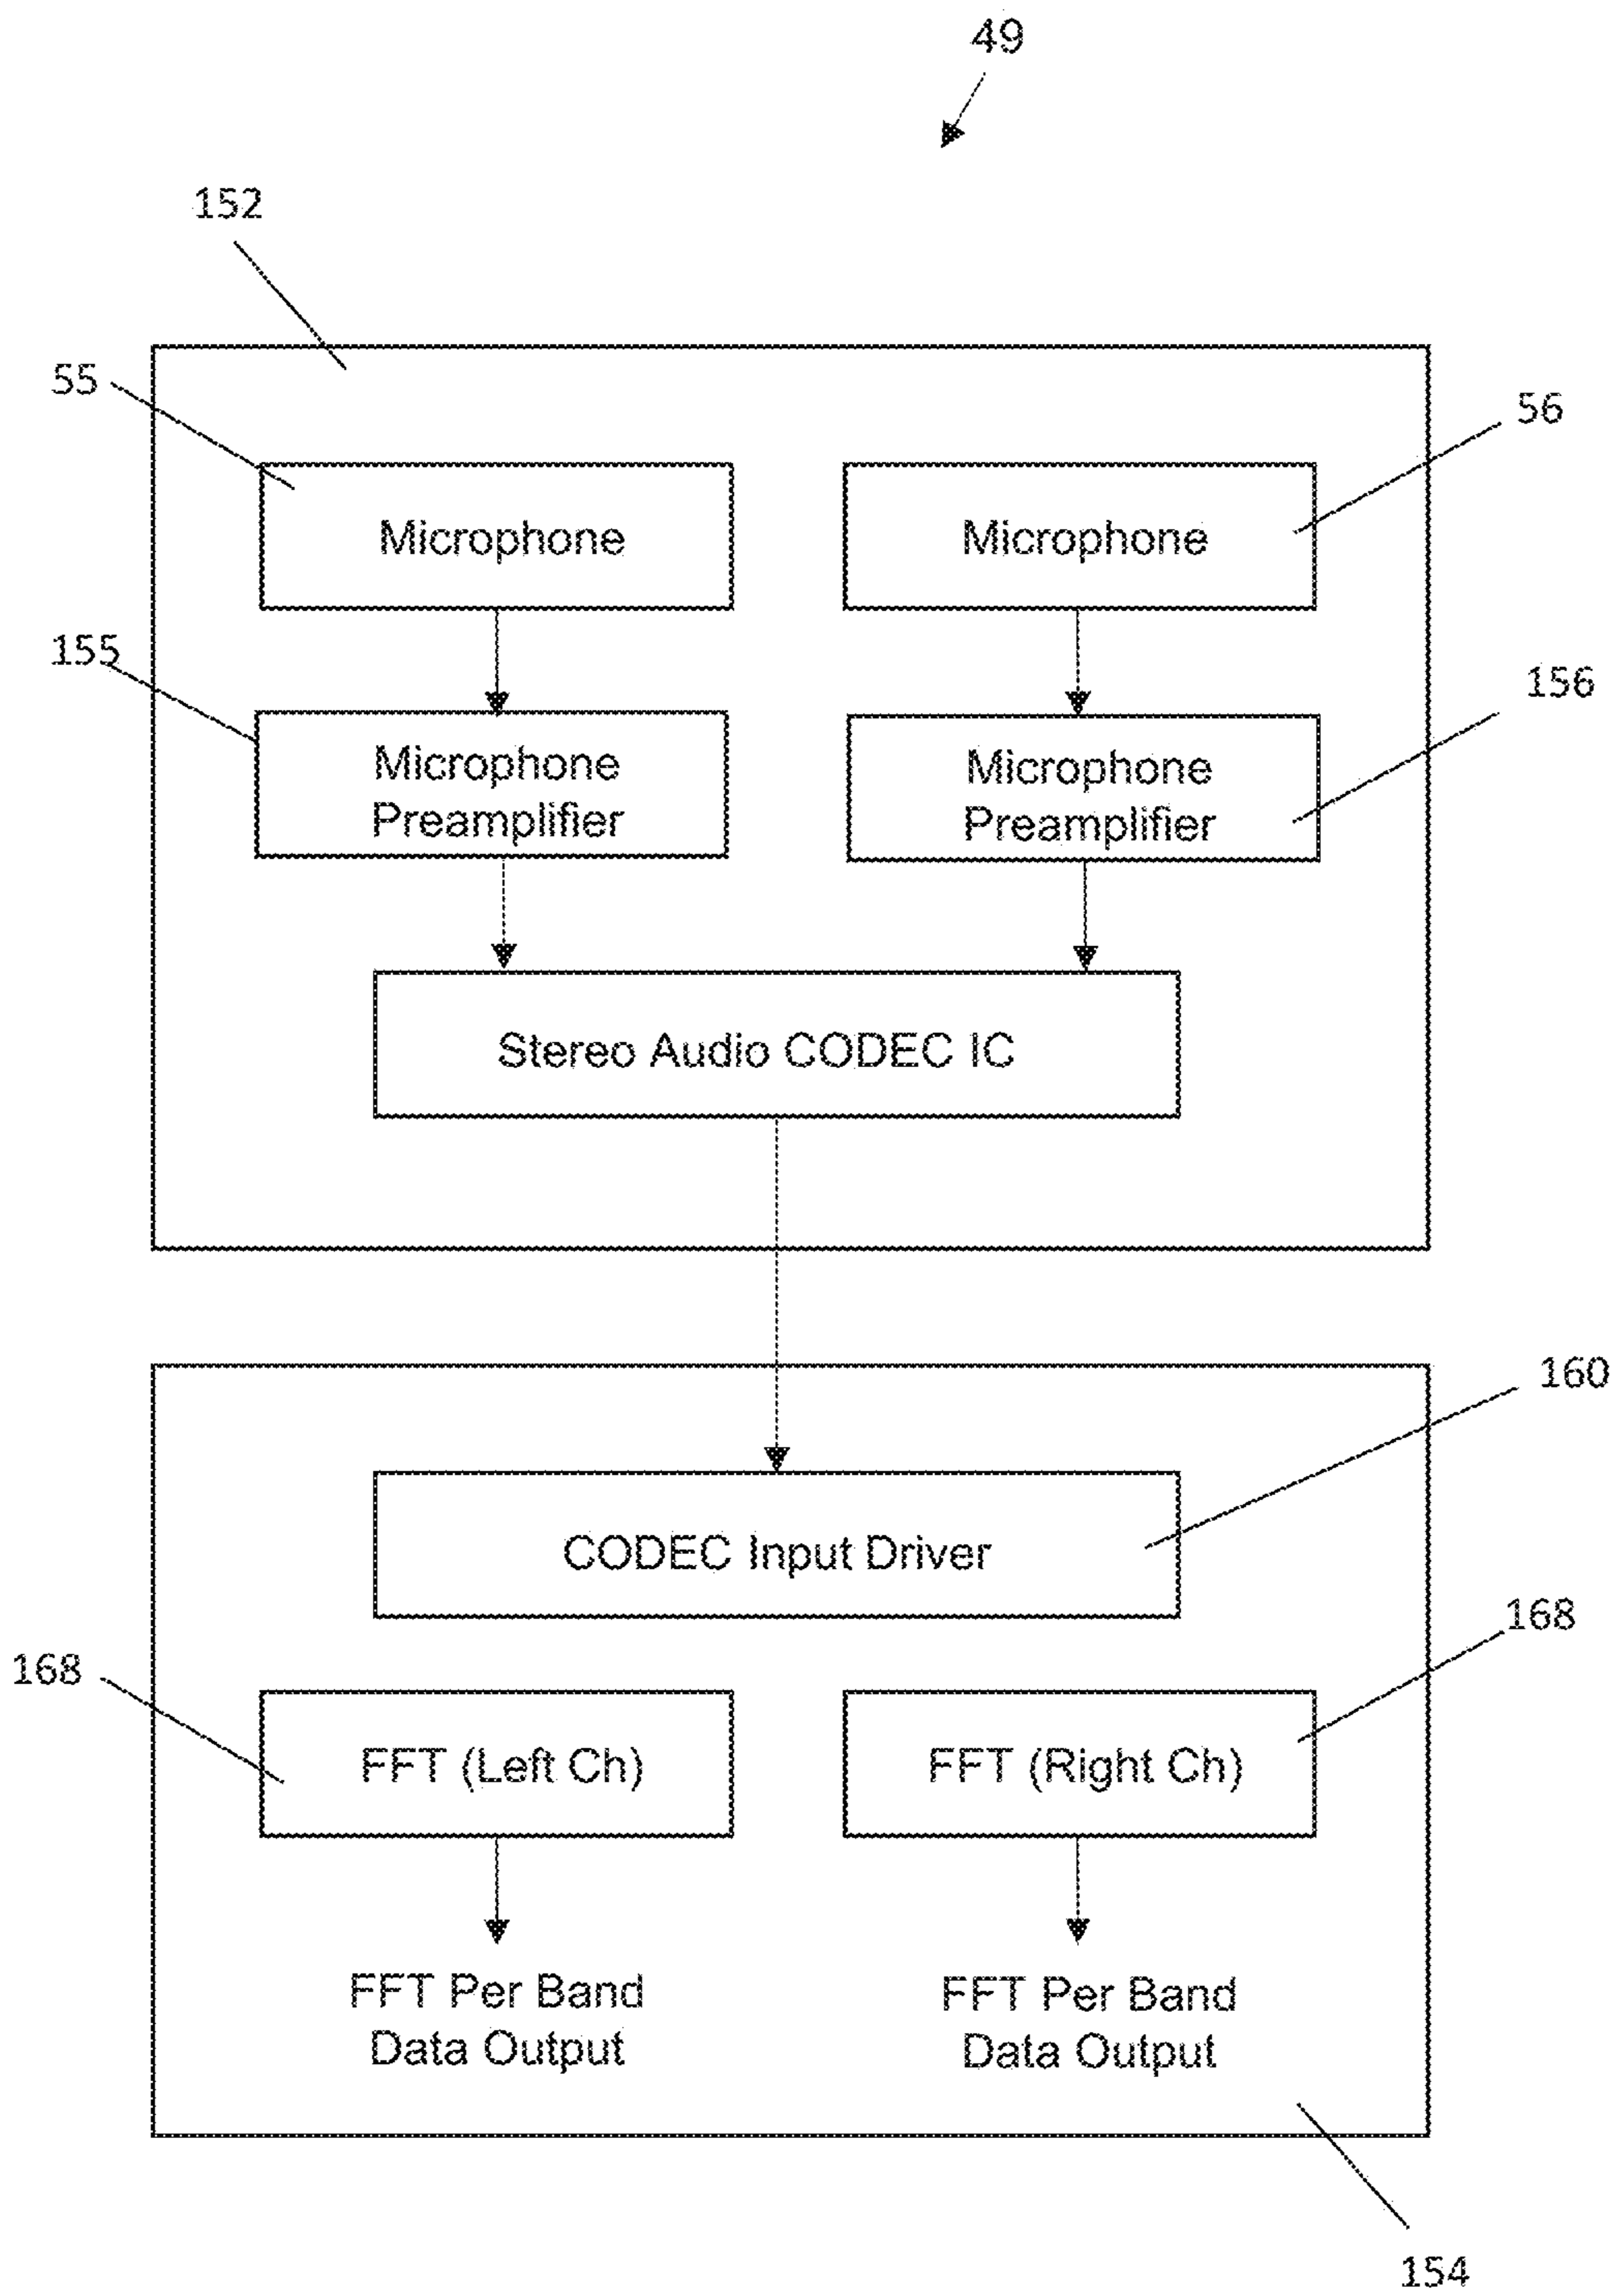 49
152
55
56
Microphone
Microphone
155
156
Microphone
Preamplifier
Microphone
Preamplifier
Stereo Audio CODEC IC
160
CODEC Input Driver
168
168
FFT (Left Ch)
FFT (Right Ch)
FFT Per Band
Data Output
FFT Per Band
Data Output
154